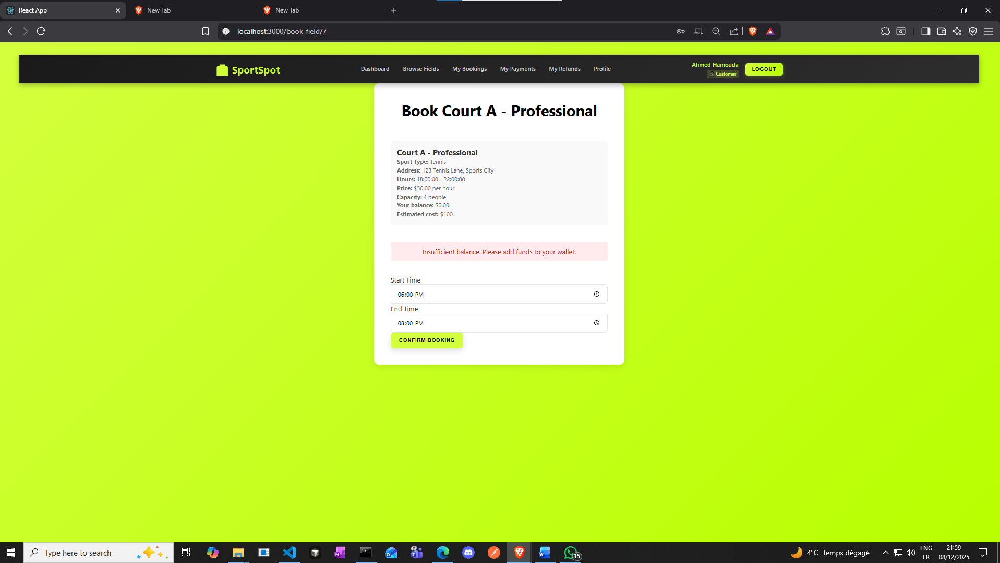 React App
New Tab
New Tab
localhost:3000/book-field/7
SportSpot
Dashboard
Browse Fields
My Bookings
My Payments
My Refunds
Profile
Ahmed Hamouda
Customer
LOGOUT
Book Court A - Professional
Court A - Professional
Sport Type: Tennis
Address: 123 Tennis Lane, Sports City
Hours: 18:00:00 - 22:00:00
Price: $50.00 per hour
Capacity: 4 people
Your balance: $0.00
Estimated cost: $100
Insufficient balance. Please add funds to your wallet.
Start Time
06:00 PM
End Time
08:00 PM
CONFIRM BOOKING
Type here to search
15
4°C Temps dégagé
ENG
FR
21:59
08/12/2025